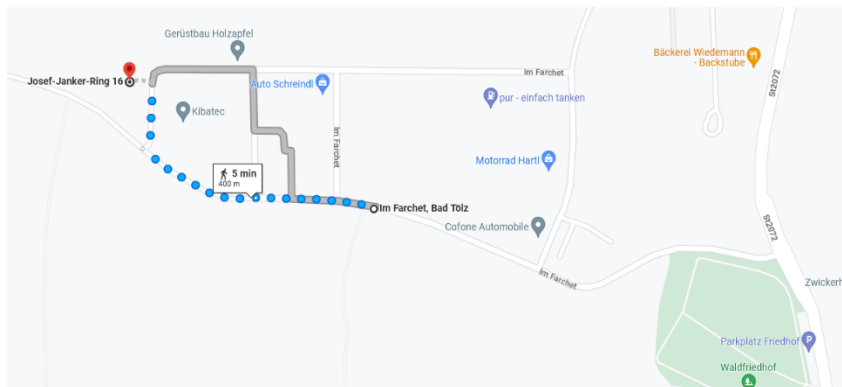 Gerüstbau Holzapfel
Josef-Janker-Ring 16
Auto Schreindl
Im Farchet
Bäckerei Wiedemann
- Backstube
St2072
pur - einfach tanken
Kibatec
Im Farchet
Motorrad Hartl
5 min
400 m
Im Farchet, Bad Tölz
Cofone Automobile
St2072
Im Farchet
Zwickerh
P
Parkplatz Friedhof
Waldfriedhof